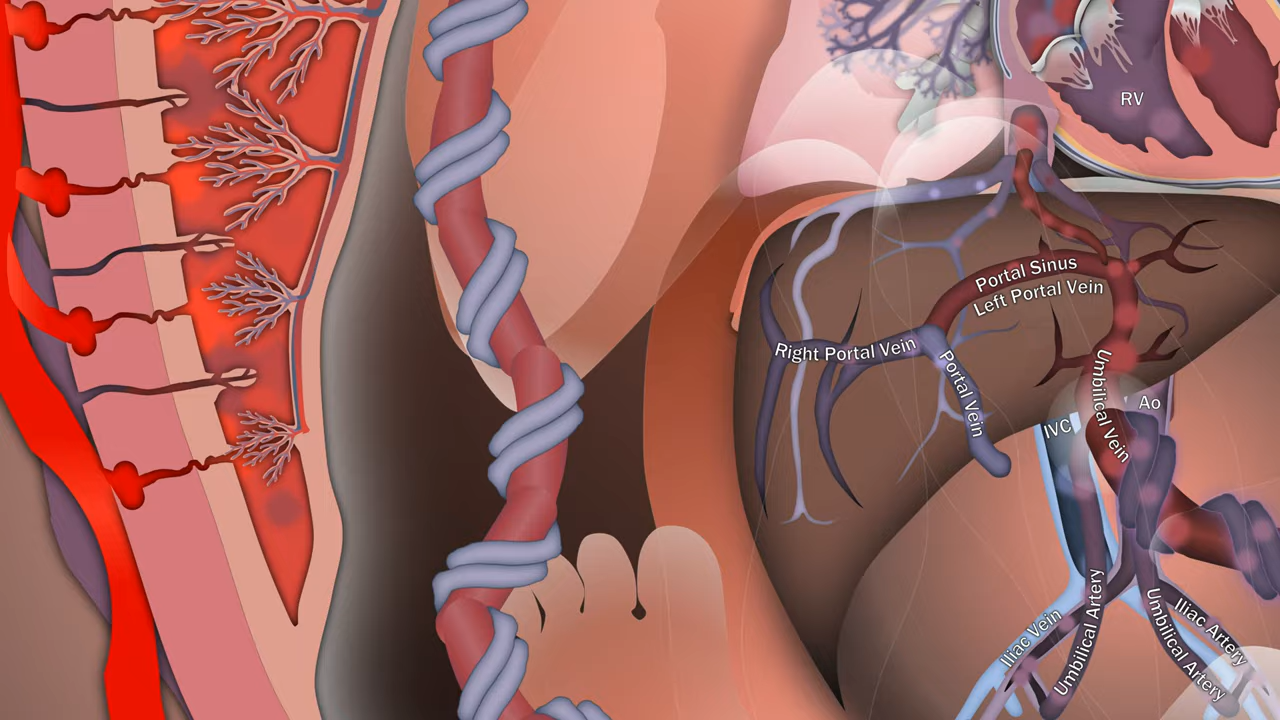 RV
Portal Sinus
Left Portal Vein
Right Portal Vein
Portal Vein
Umbilical Vein
Ao
IVC
Iliac Vein
Umbilical Artery
Umbilical Artery
Iliac Artery